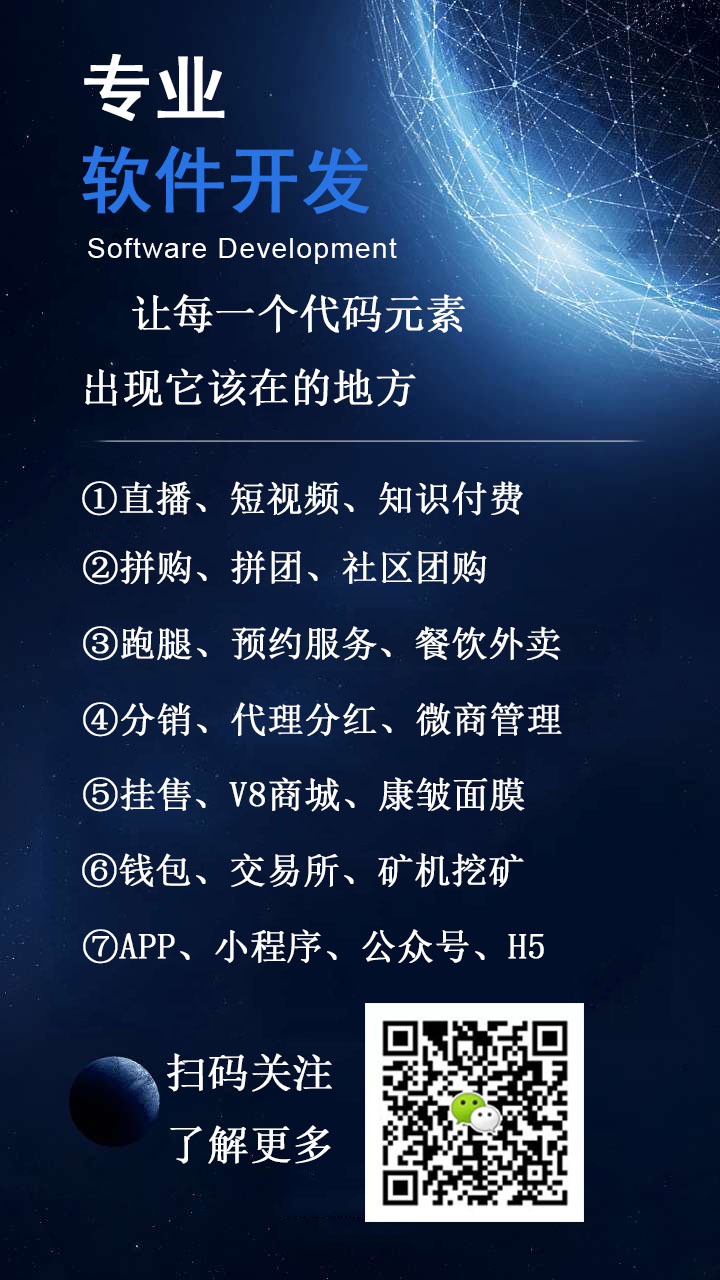 专业
软件开发
Software Development
让每一个代码元素
出现它该在的地方
①直播、短视频、知识付费
②拼购、拼团、社区团购
③跑腿、预约服务、餐饮外卖
④分销、代理分红、微商管理
⑤挂售、V8商城、康皱面膜
⑥钱包、交易所、矿机挖矿
⑦APP、小程序、公众号、H5
扫码关注
了解更多